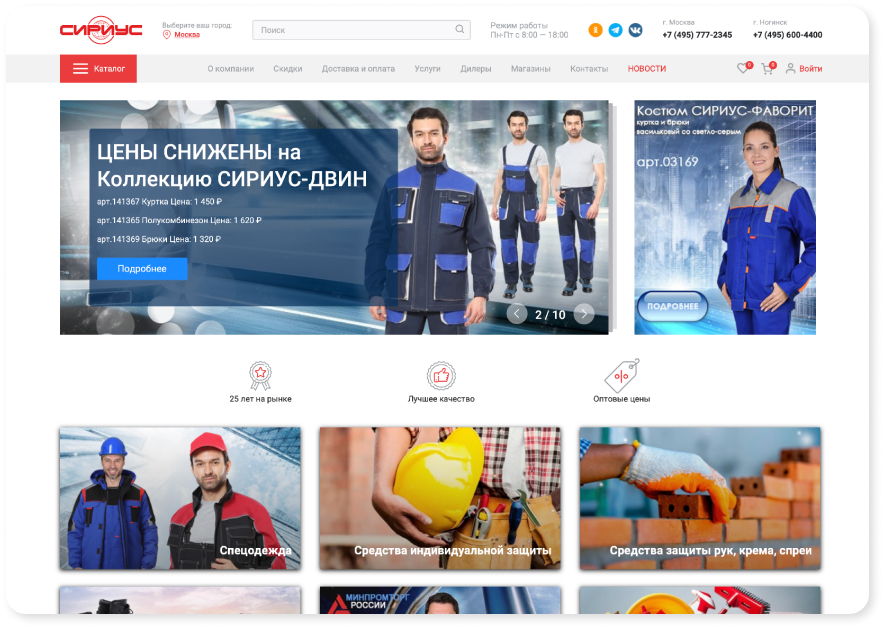 СИРИУС
Выберите ваш город:
Москва
Поиск
Режим работы
Пн-Пт с 8:00 — 18:00
г. Москва
+7 (495) 777-2345
г. Ногинск
+7 (495) 600-4400
Каталог
О компании
Скидки
Доставка и оплата
Услуги
Дилеры
Магазины
Контакты
НОВОСТИ
0
0
Войти
ЦЕНЫ СНИЖЕНЫ на
Коллекцию СИРИУС-ДВИН
арт.141367 Куртка Цена: 1 450 ₽
арт.141365 Полукомбинезон Цена: 1 620 ₽
арт.141369 Брюки Цена: 1 320 ₽
Подробнее
2 / 10
Костюм СИРИУС-ФАВОРИТ
куртка и брюки
васильковый со светло-серым
арт.03169
ПОДРОБНЕЕ
25 лет на рынке
Лучшее качество
Оптовые цены
Спецодежда
Средства индивидуальной защиты
Средства защиты рук, крема, спреи
МИНПРОМТОРГ
РОССИИ